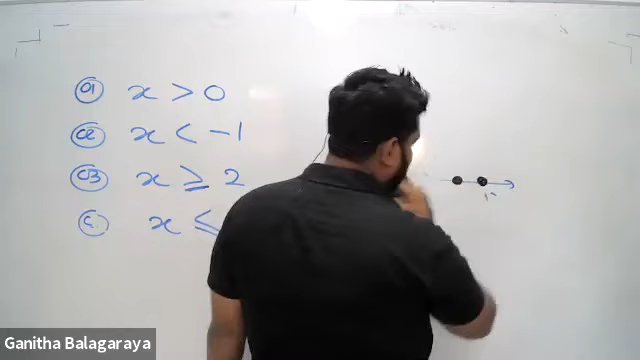 01 x > 0
02 x < -1
03 x ≥ 2
x ≤
Ganitha Balagaraya